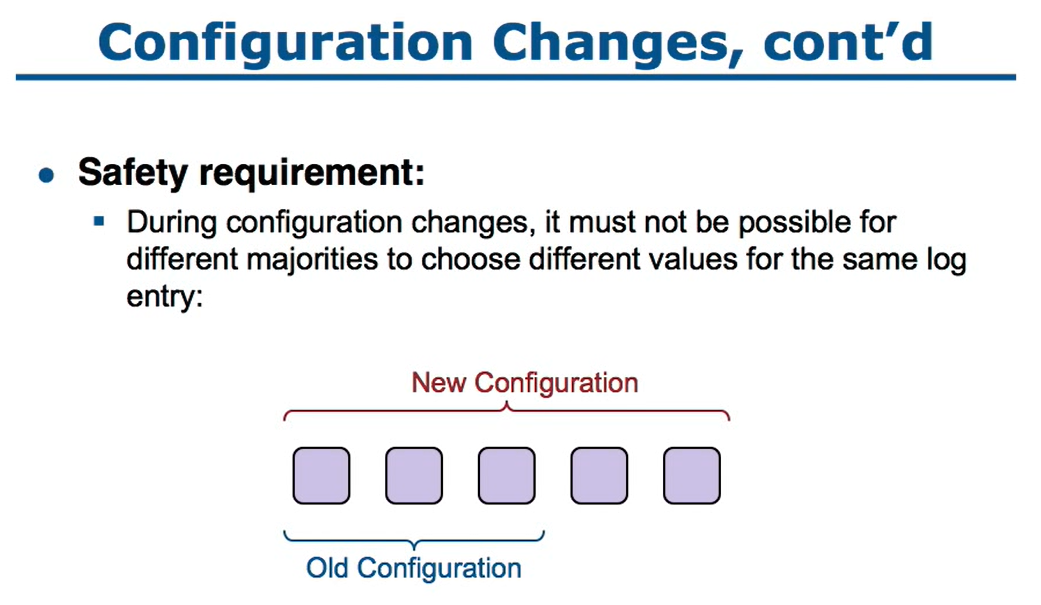 Configuration Changes, cont’d
● Safety requirement:
▪ During configuration changes, it must not be possible for
different majorities to choose different values for the same log
entry:
New Configuration
Old Configuration